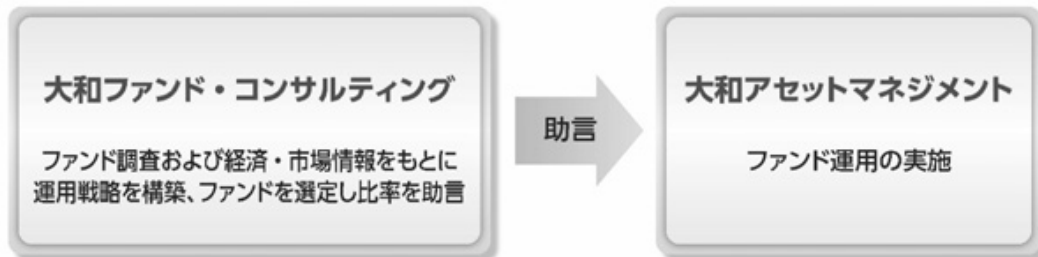 大和ファンド・コンサルティング
ファンド調査および経済・市場情報をもとに
運用戦略を構築、ファンドを選定し比率を助言
助言
大和アセットマネジメント
ファンド運用の実施